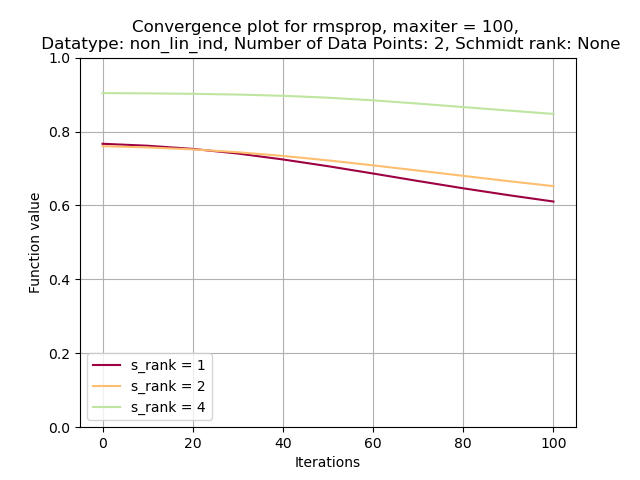 Convergence plot for rmsprop, maxiter = 100,
Datatype: non_lin_ind, Number of Data Points: 2, Schmidt rank: None
1.0
0.8
0.6
0.4
0.2
0.0
Function value
s_rank = 1
s_rank = 2
s_rank = 4
0 20 40 60 80 100
Iterations